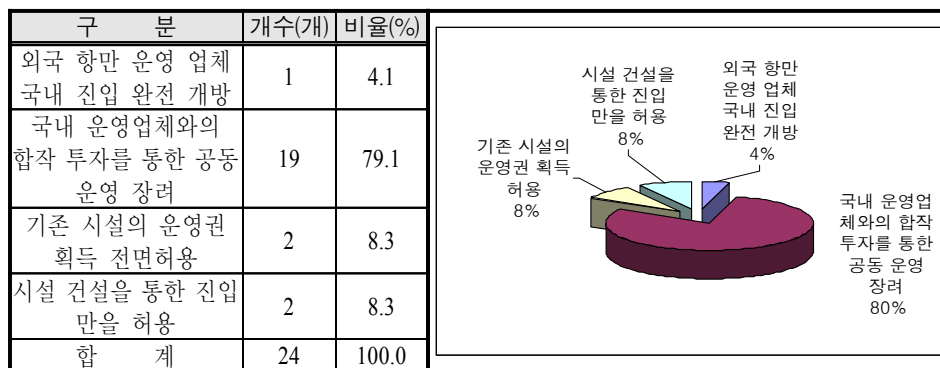 구 분 개수(개) 비율(%)
외국 항만 운영 업체
국내 진입 완전 개방
1 4.1
국내 운영업체와의
합작 투자를 통한 공동
운영 장려
19 79.1
기존 시설의 운영권
획득 전면허용
2 8.3
시설 건설을 통한 진입
만을 허용
2 8.3
합 계 24 100.0
시설 건설을
통한 진입
만을 허용
8%
외국 항만
운영 업체
국내 진입
완전 개방
4%
기존 시설의
운영권 획득
허용
8%
국내 운영업
체와의 합작
투자를 통한
공동 운영
장려
80%